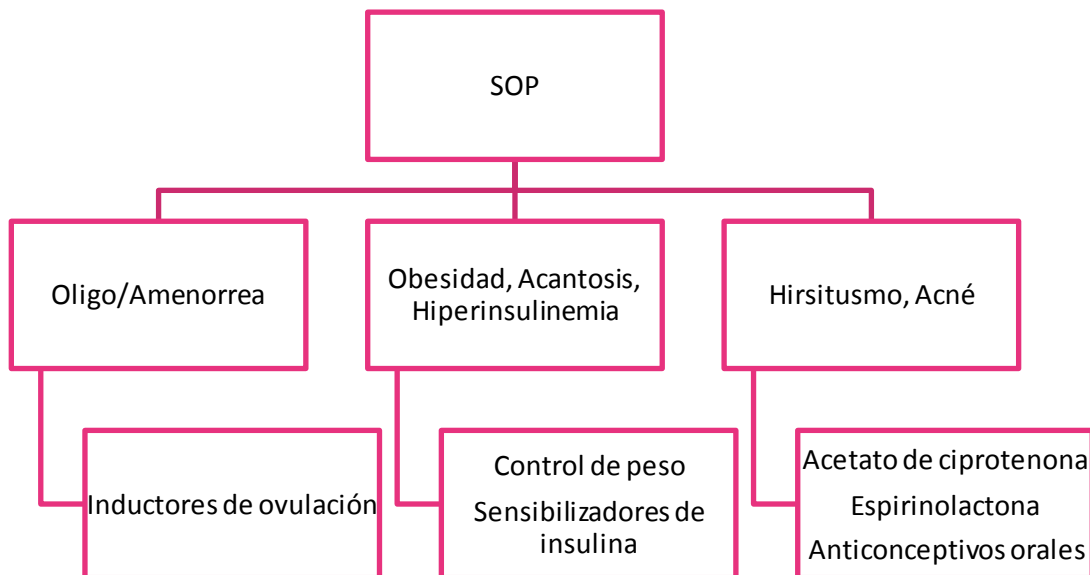 SOP
Oligo/Amenorrea
Obesidad, Acantosis,
Hiperinsulinemia
Hirsitusmo, Acné
Inductores de ovulación
Control de peso
Sensibilizadores de
insulina
Acetato de ciprotenona
Espirinolactona
Anticonceptivos orales